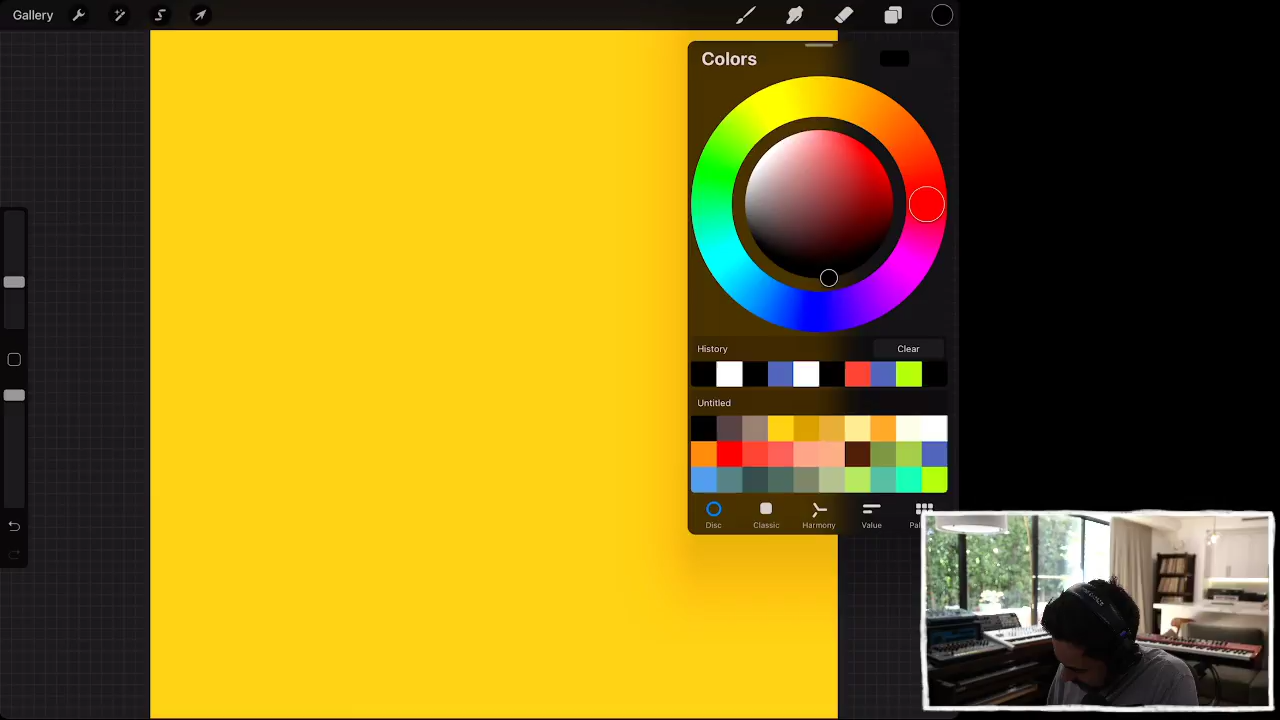 Gallery
Colors
History
Clear
Untitled
Disc
Classic
Harmony
Value